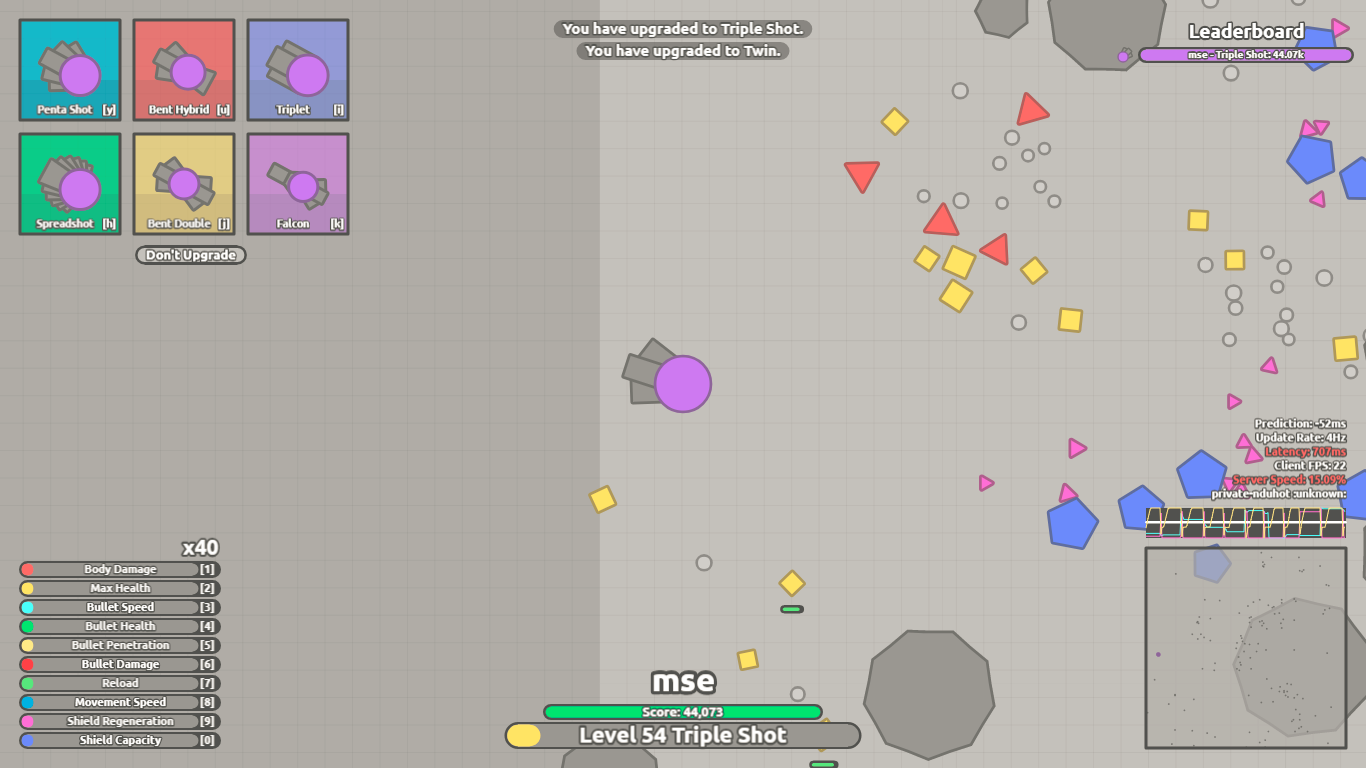 You have upgraded to Triple Shot.
You have upgraded to Twin.
Leaderboard
mse - Triple Shot: 44.07k
Penta Shot [y]
Bent Hybrid [u]
Triplet [i]
Spreadshot [h]
Bent Double [j]
Falcon [k]
Don't Upgrade
Prediction: -52ms
Update Rate: 4Hz
Latency: 707ms
Client FPS: 22
Server Speed: 15.09%
private-nduhot :unknown:
x40
Body Damage [1]
Max Health [2]
Bullet Speed [3]
Bullet Health [4]
Bullet Penetration [5]
Bullet Damage [6]
Reload [7]
Movement Speed [8]
Shield Regeneration [9]
Shield Capacity [0]
mse
Score: 44,073
Level 54 Triple Shot